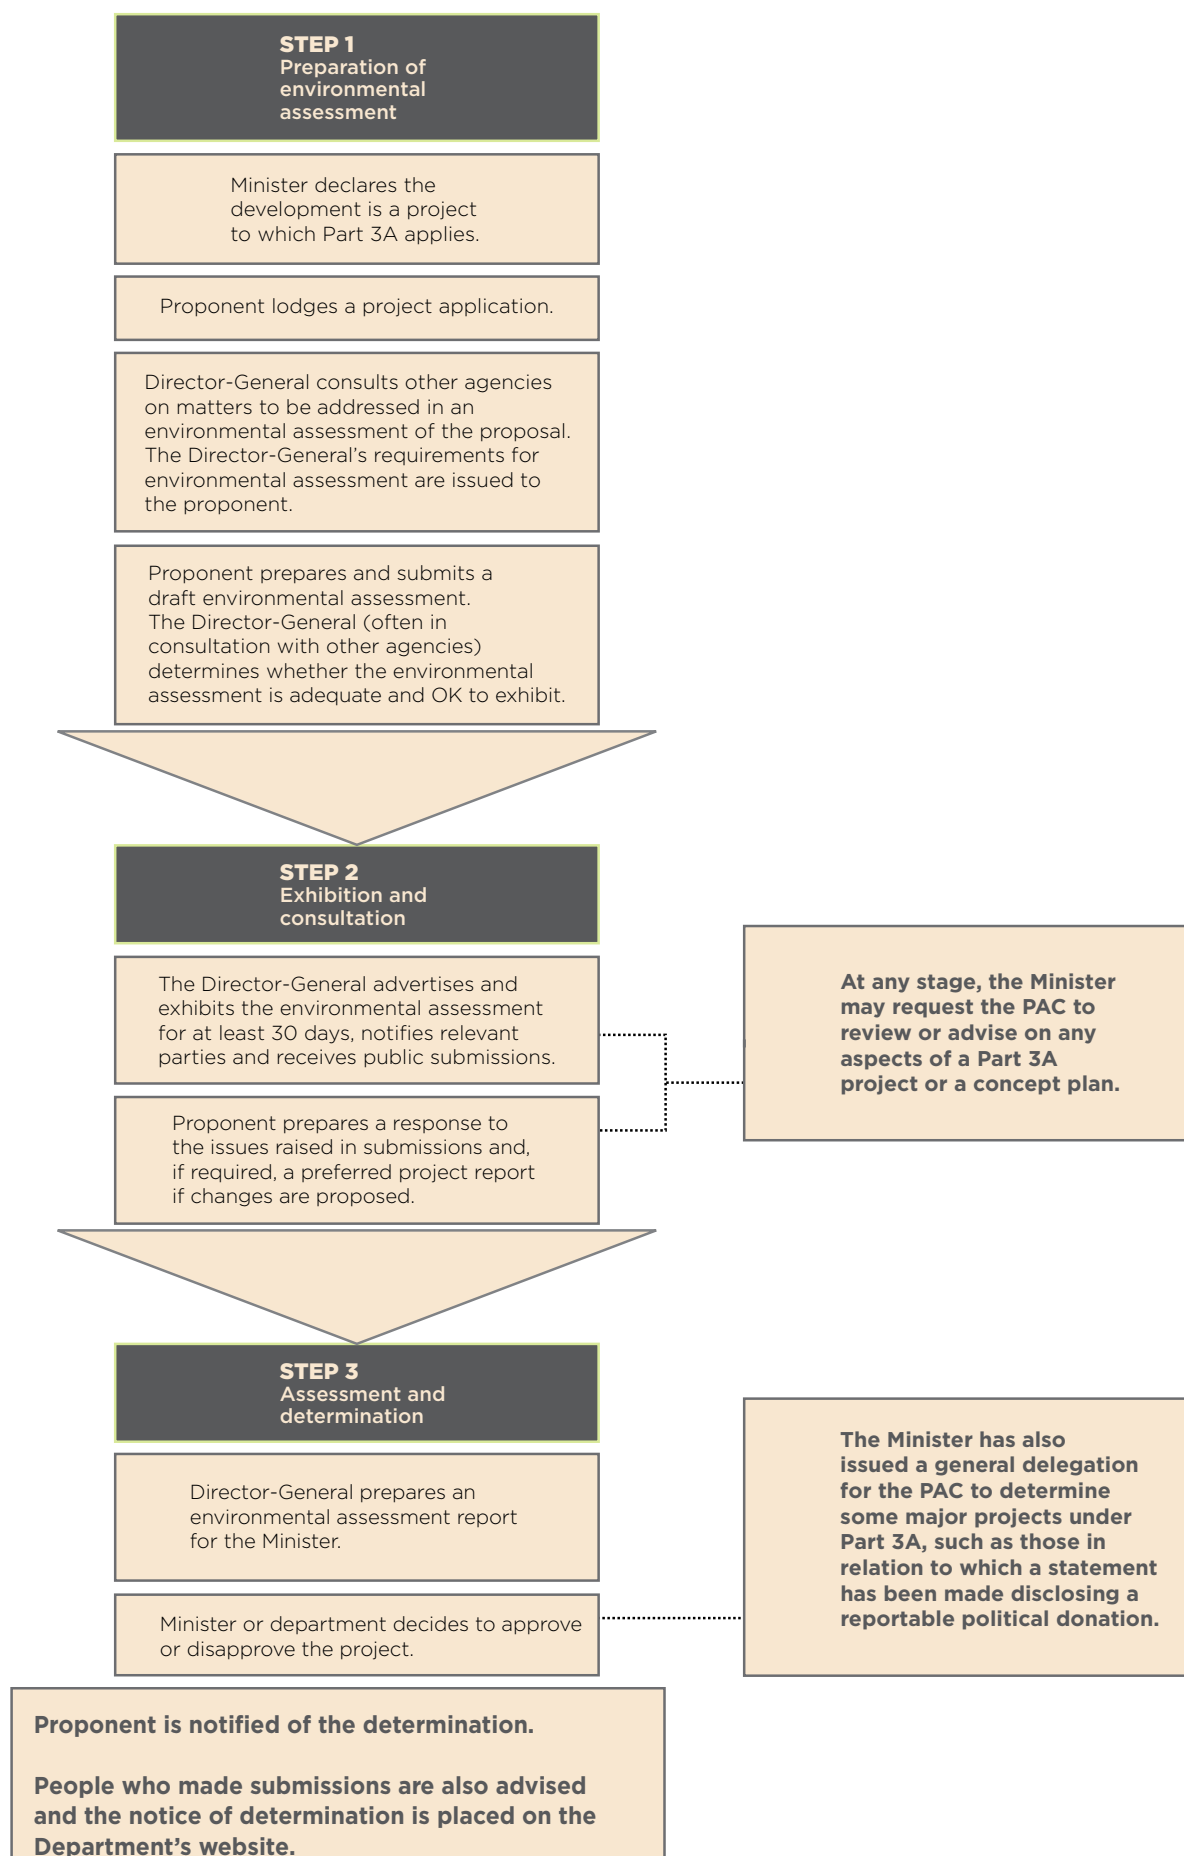 STEP 1
Preparation of
environmental
assessment
Minister declares the
development is a project
to which Part 3A applies.
Proponent lodges a project application.
Director-General consults other agencies
on matters to be addressed in an
environmental assessment of the proposal.
The Director-General’s requirements for
environmental assessment are issued to
the proponent.
Proponent prepares and submits a
draft environmental assessment.
The Director-General (often in
consultation with other agencies)
determines whether the environmental
assessment is adequate and OK to exhibit.
STEP 2
Exhibition and
consultation
The Director-General advertises and
exhibits the environmental assessment
for at least 30 days, notifies relevant
parties and receives public submissions.
Proponent prepares a response to
the issues raised in submissions and,
if required, a preferred project report
if changes are proposed.
At any stage, the Minister
may request the PAC to
review or advise on any
aspects of a Part 3A
project or a concept plan.
STEP 3
Assessment and
determination
Director-General prepares an
environmental assessment report
for the Minister.
Minister or department decides to approve
or disapprove the project.
The Minister has also
issued a general delegation
for the PAC to determine
some major projects under
Part 3A, such as those in
relation to which a statement
has been made disclosing a
reportable political donation.
Proponent is notified of the determination.
People who made submissions are also advised
and the notice of determination is placed on the
Department’s website.